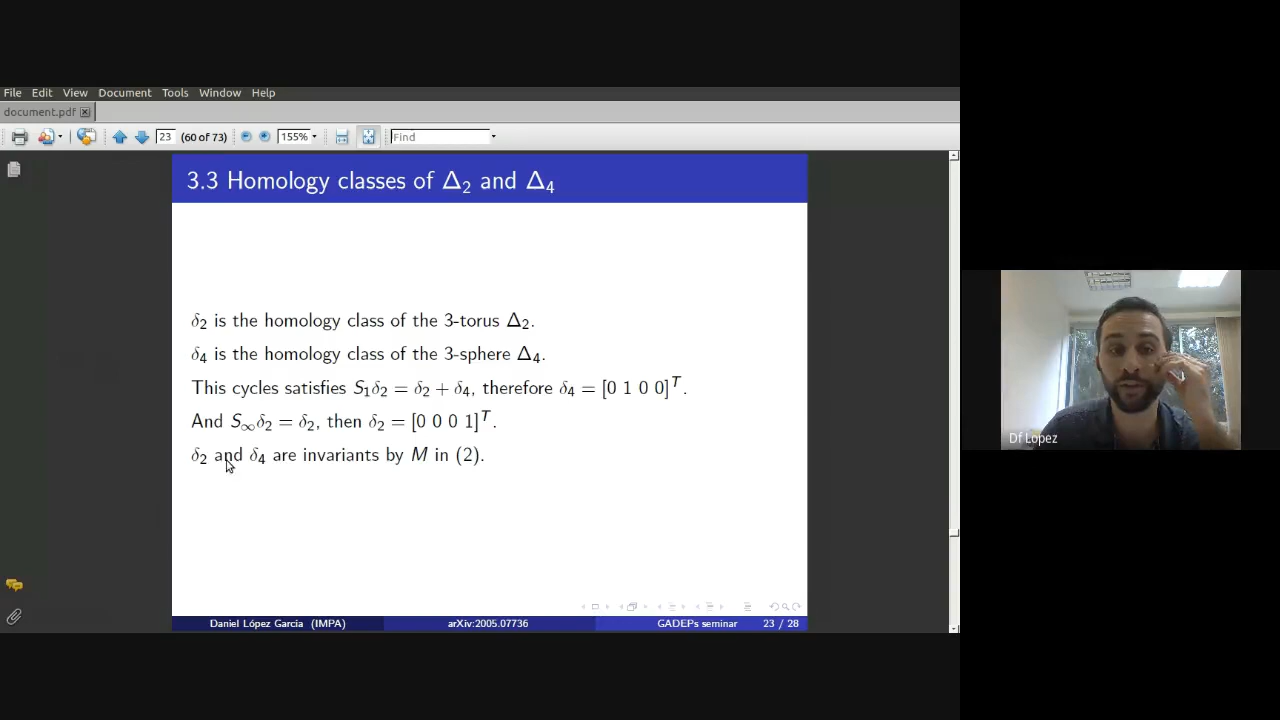 File Edit View Document Tools Window Help
document.pdf
23 (60 of 73) 155% Find
3.3 Homology classes of Δ₂ and Δ₄
δ₂ is the homology class of the 3-torus Δ₂.
δ₄ is the homology class of the 3-sphere Δ₄.
This cycles satisfies S₁δ₂ = δ₂ + δ₄, therefore δ₄ = [0 1 0 0]ᵀ.
And S∞δ₂ = δ₂, then δ₂ = [0 0 0 1]ᵀ.
δ₂ and δ₄ are invariants by M in (2).
Daniel López Garcia (IMPA) arXiv:2005.07736 GADEPs seminar 23 / 28
Df Lopez